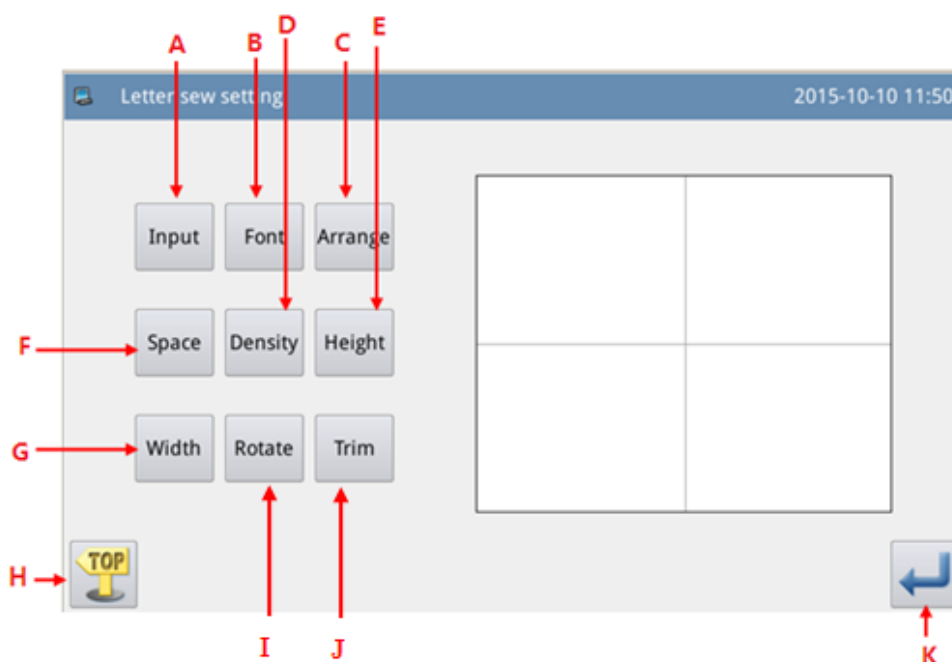 A B D C E
Letter sew setting 2015-10-10 11:50
Input Font Arrange
F Space Density Height
G Width Rotate Trim
H TOP
I J K